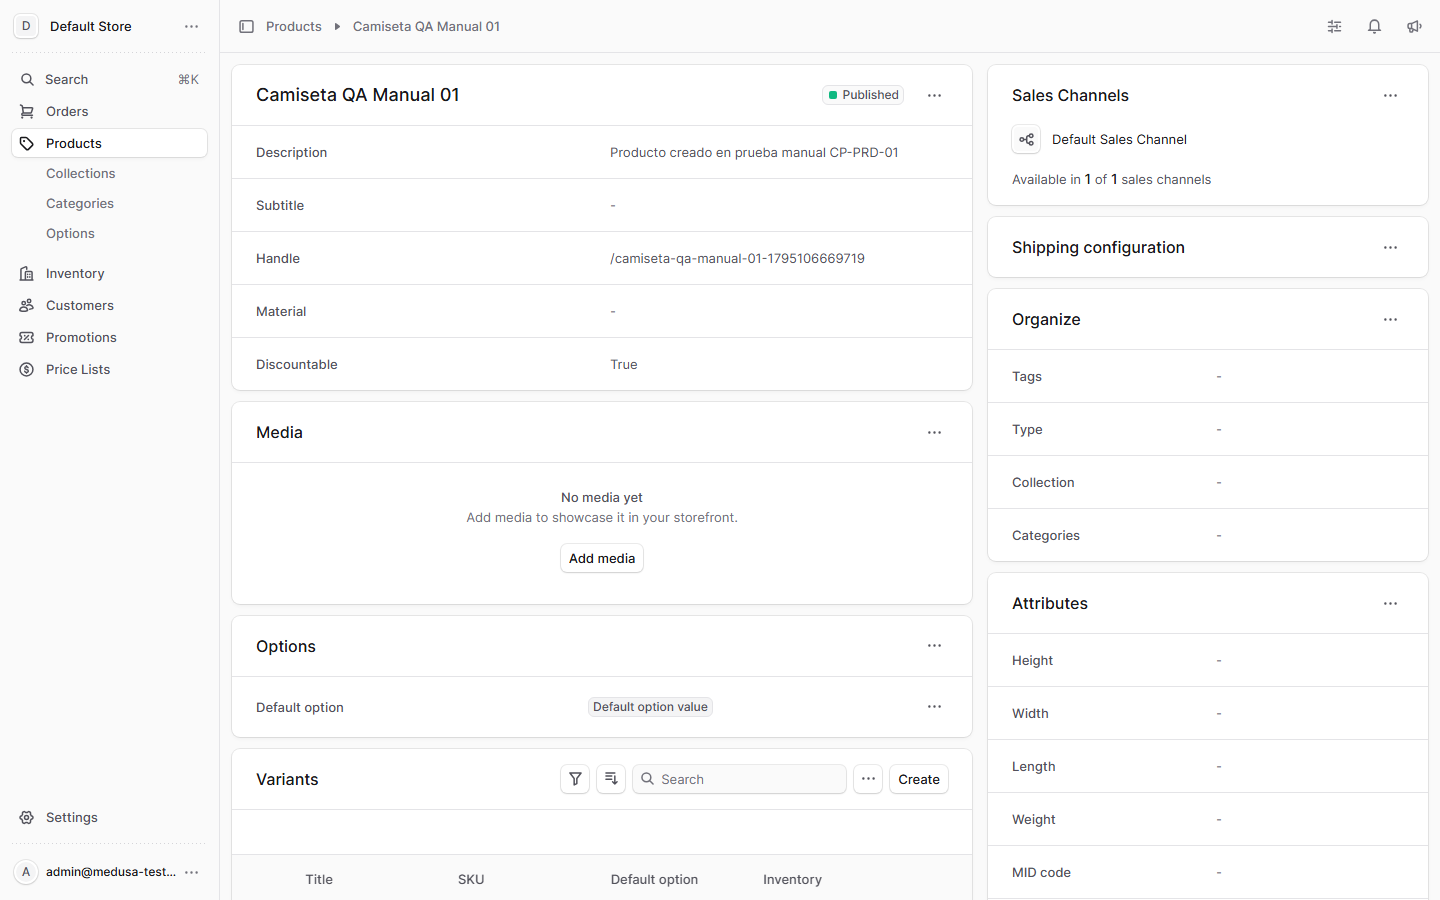 D
Default Store
Search
⌘K
Orders
Products
Collections
Categories
Options
Inventory
Customers
Promotions
Price Lists
Settings
A
admin@medusa-test...
Products
Camiseta QA Manual 01
Camiseta QA Manual 01
Published
Description
Producto creado en prueba manual CP-PRD-01
Subtitle
-
Handle
/camiseta-qa-manual-01-1795106669719
Material
-
Discountable
True
Media
No media yet
Add media to showcase it in your storefront.
Add media
Options
Default option
Default option value
Variants
Search
Create
Title SKU Default option Inventory
Sales Channels
Default Sales Channel
Available in 1 of 1 sales channels
Shipping configuration
Organize
Tags
-
Type
-
Collection
-
Categories
-
Attributes
Height
-
Width
-
Length
-
Weight
-
MID code
-